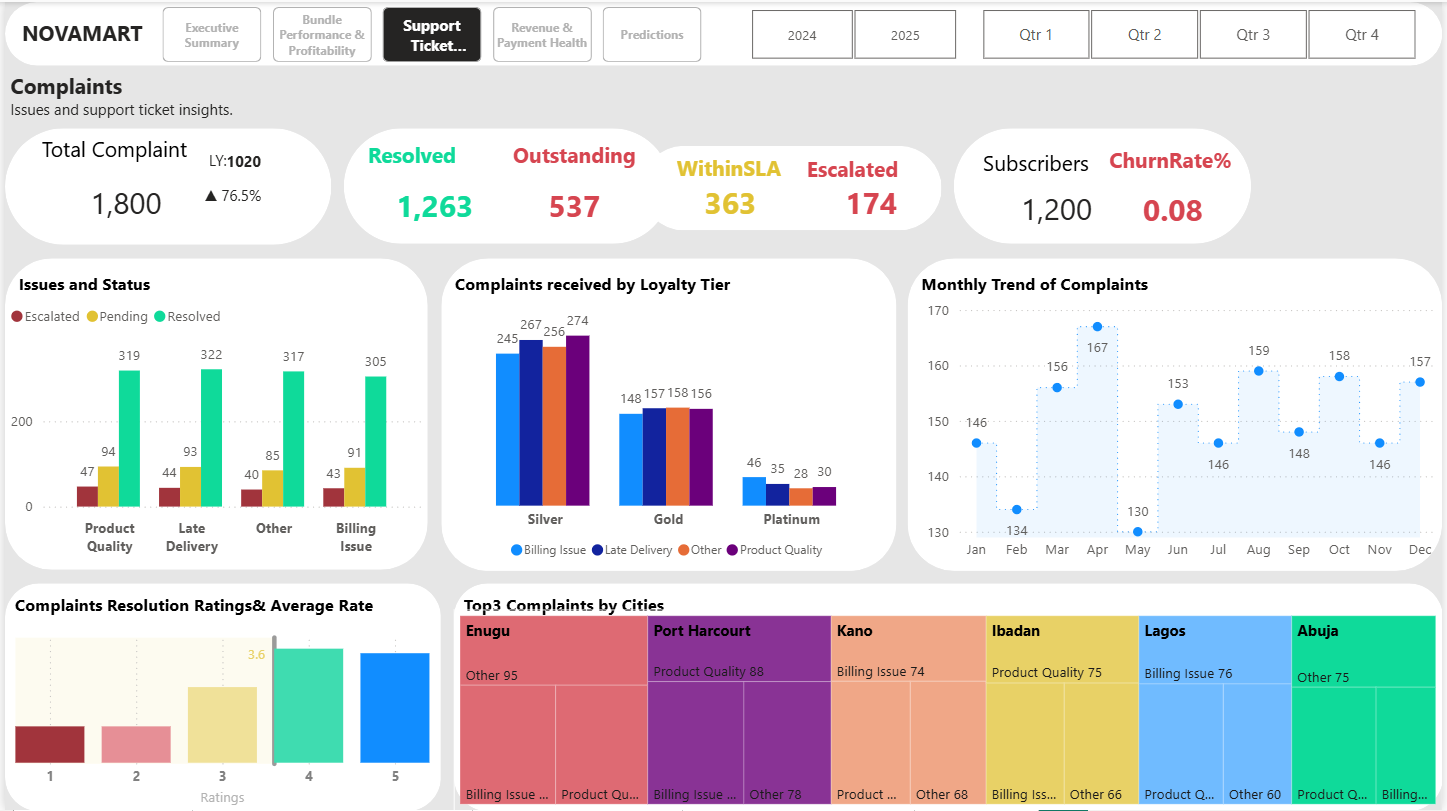 NOVAMART
Executive
Summary
Bundle
Performance &
Profitability
Support
Ticket...
Revenue &
Payment Health
Predictions
2024
2025
Qtr 1
Qtr 2
Qtr 3
Qtr 4
Complaints
Issues and support ticket insights.
Total Complaint
LY:1020
1,800
▲ 76.5%
Resolved
1,263
Outstanding
537
WithinSLA
363
Escalated
174
Subscribers
1,200
ChurnRate%
0.08
Issues and Status
Escalated Pending Resolved
200
0
47 94 319
44 93 322
40 85 317
43 91 305
Product
Quality
Late
Delivery
Other
Billing
Issue
Complaints received by Loyalty Tier
245 267 256 274
148 157 158 156
46 35 28 30
Silver Gold Platinum
Billing Issue Late Delivery Other Product Quality
Monthly Trend of Complaints
170
160
150
140
130
146 134 156 167 130 153 146 159 148 158 146 157
Jan Feb Mar Apr May Jun Jul Aug Sep Oct Nov Dec
Complaints Resolution Ratings& Average Rate
3.6
1 2 3 4 5
Ratings
Top3 Complaints by Cities
Enugu
Other 95
Billing Issue ...
Product Qu...
Port Harcourt
Product Quality 88
Billing Issue ...
Other 78
Kano
Billing Issue 74
Product ...
Other 68
Ibadan
Product Quality 75
Billing Iss...
Other 66
Lagos
Billing Issue 76
Product Q...
Other 60
Abuja
Other 75
Product Q...
Billing...